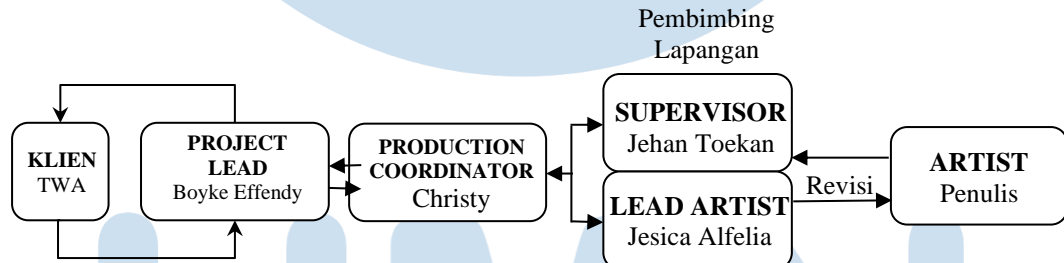 Pembimbing
Lapangan
KLIEN
TWA
PROJECT
LEAD
Boyke Effendy
PRODUCTION
COORDINATOR
Christy
SUPERVISOR
Jehan Toekan
LEAD ARTIST
Jesica Alfelia
Revisi
ARTIST
Penulis